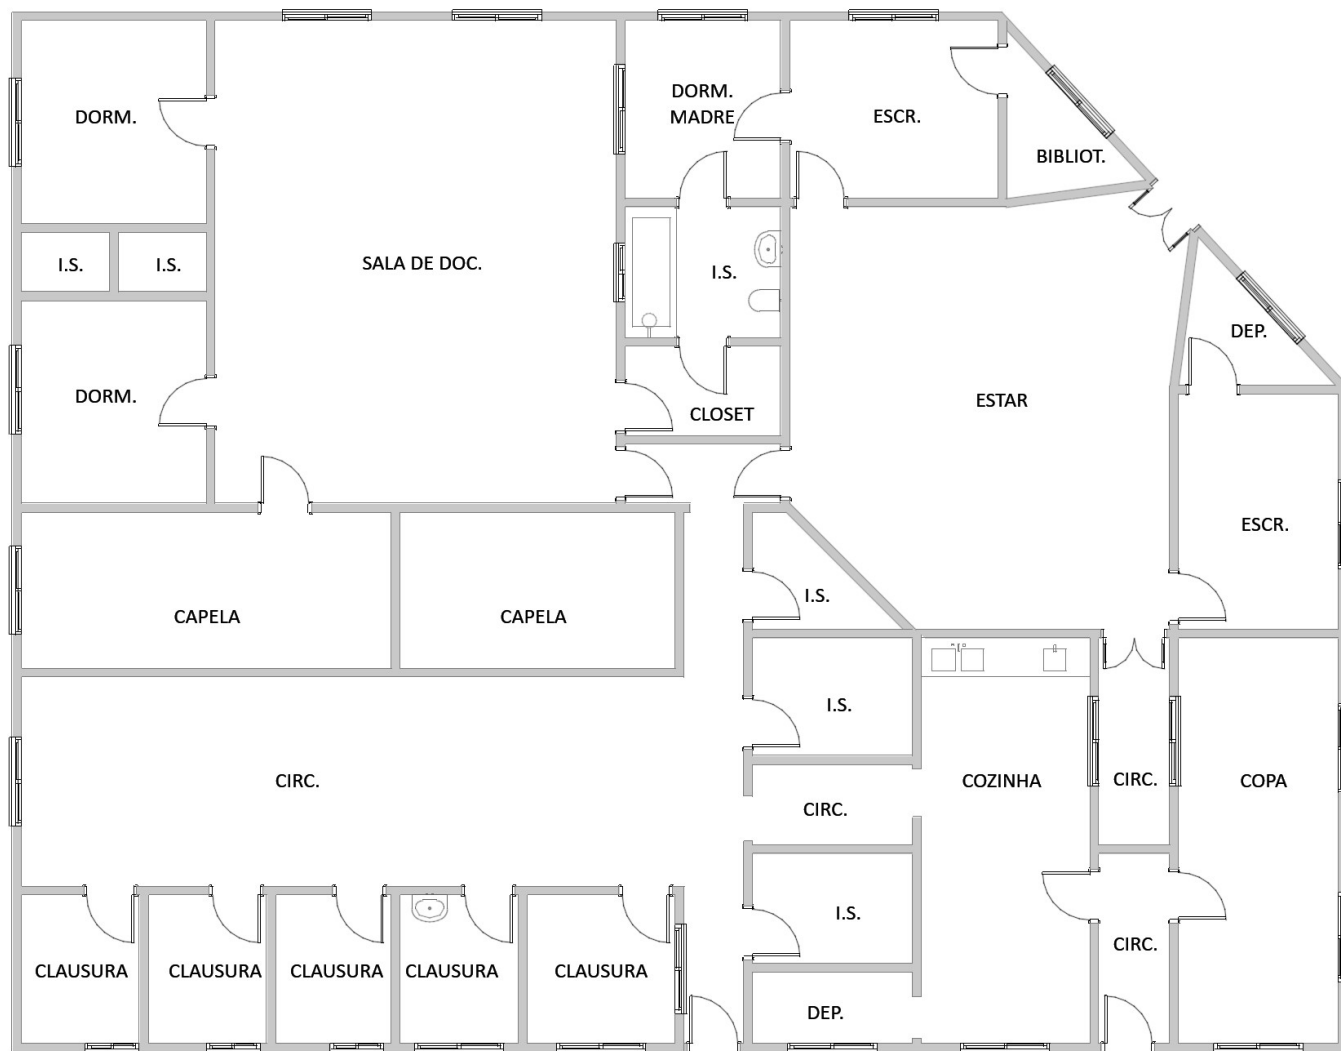 DORM.
DORM.
MADRE
ESCR.
BIBLIOT.
I.S.
I.S.
SALA DE DOC.
I.S.
DEP.
DORM.
CLOSET
ESTAR
ESCR.
CAPELA
CAPELA
I.S.
I.S.
CIRC.
CIRC.
COZINHA
CIRC.
COPA
I.S.
CIRC.
CLAUSURA
CLAUSURA
CLAUSURA
CLAUSURA
CLAUSURA
DEP.